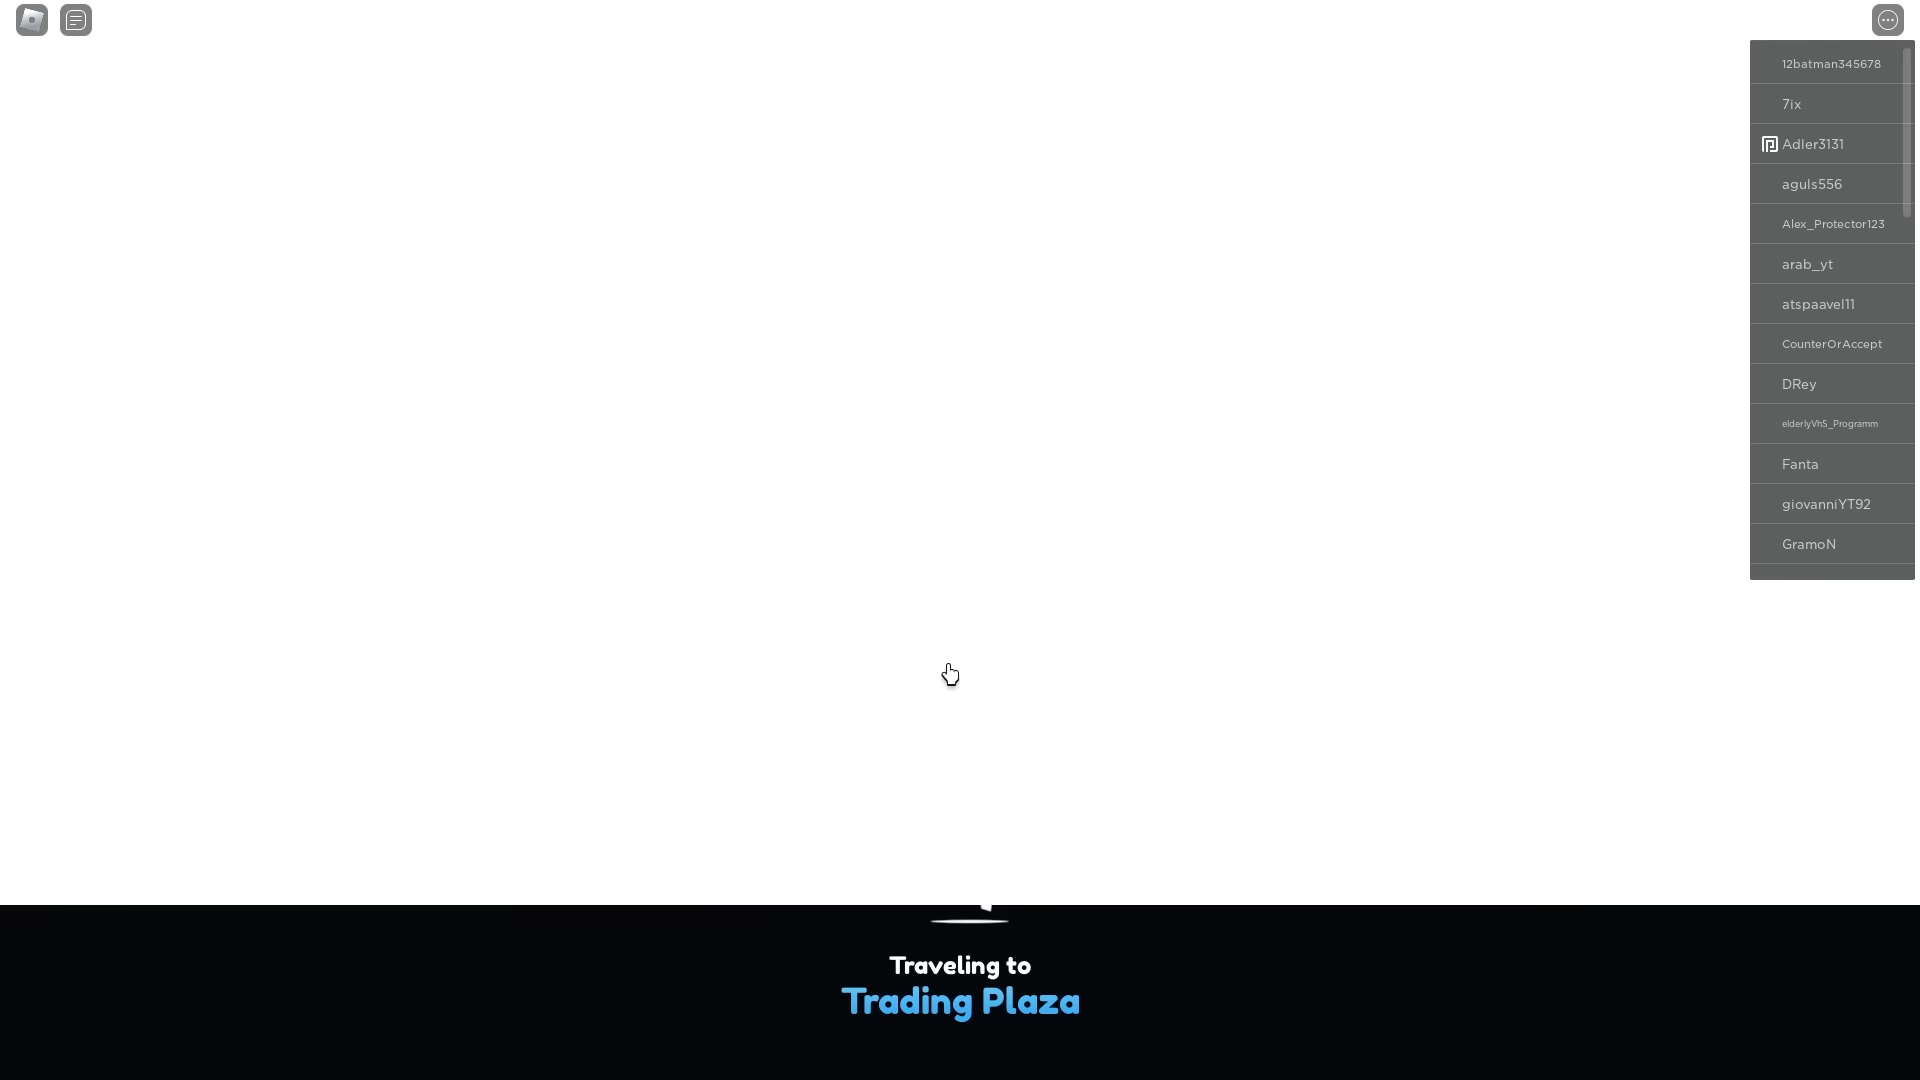 12batman345678
7ix
Adler3131
aguls556
Alex_Protector123
arab_yt
atspaavel11
CounterOrAccept
DRey
elderlyVhS_Programm
Fanta
giovanniYT92
GramoN
Traveling to
Trading Plaza